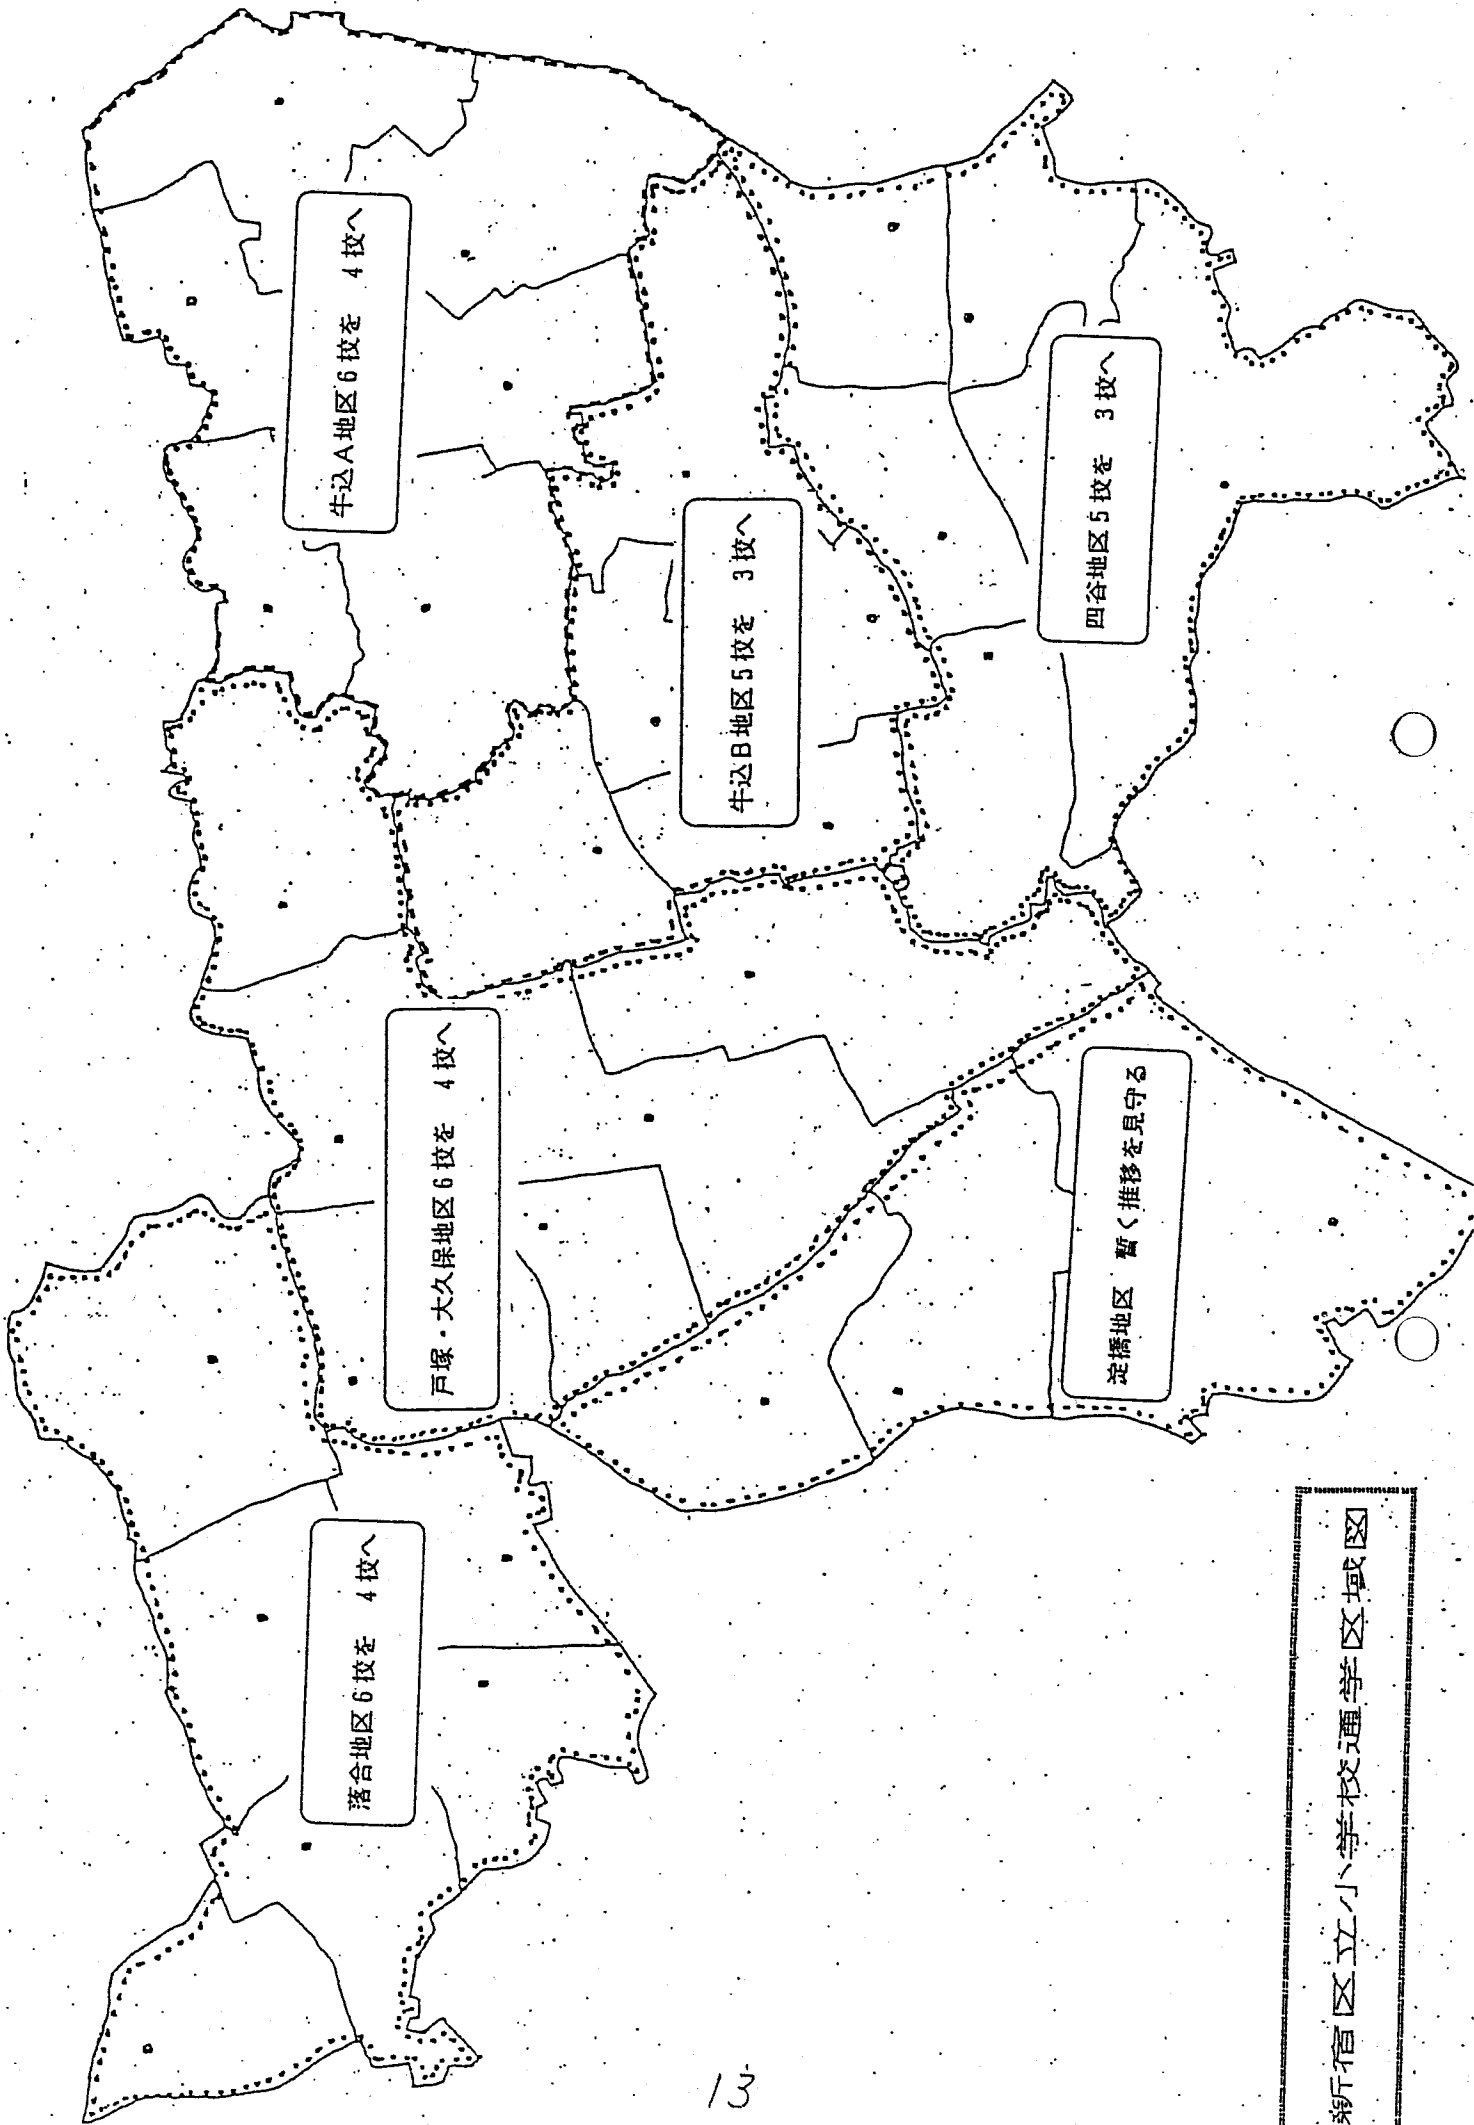 新宿区立小学校通学区域図
落合地区6校を 4校へ
戸塚・大久保地区6校を 4校へ
牛込A地区6校を 4校へ
牛込B地区5校を 3校へ
四谷地区5校を 3校へ
淀橋地区 暫く推移を見守る
13